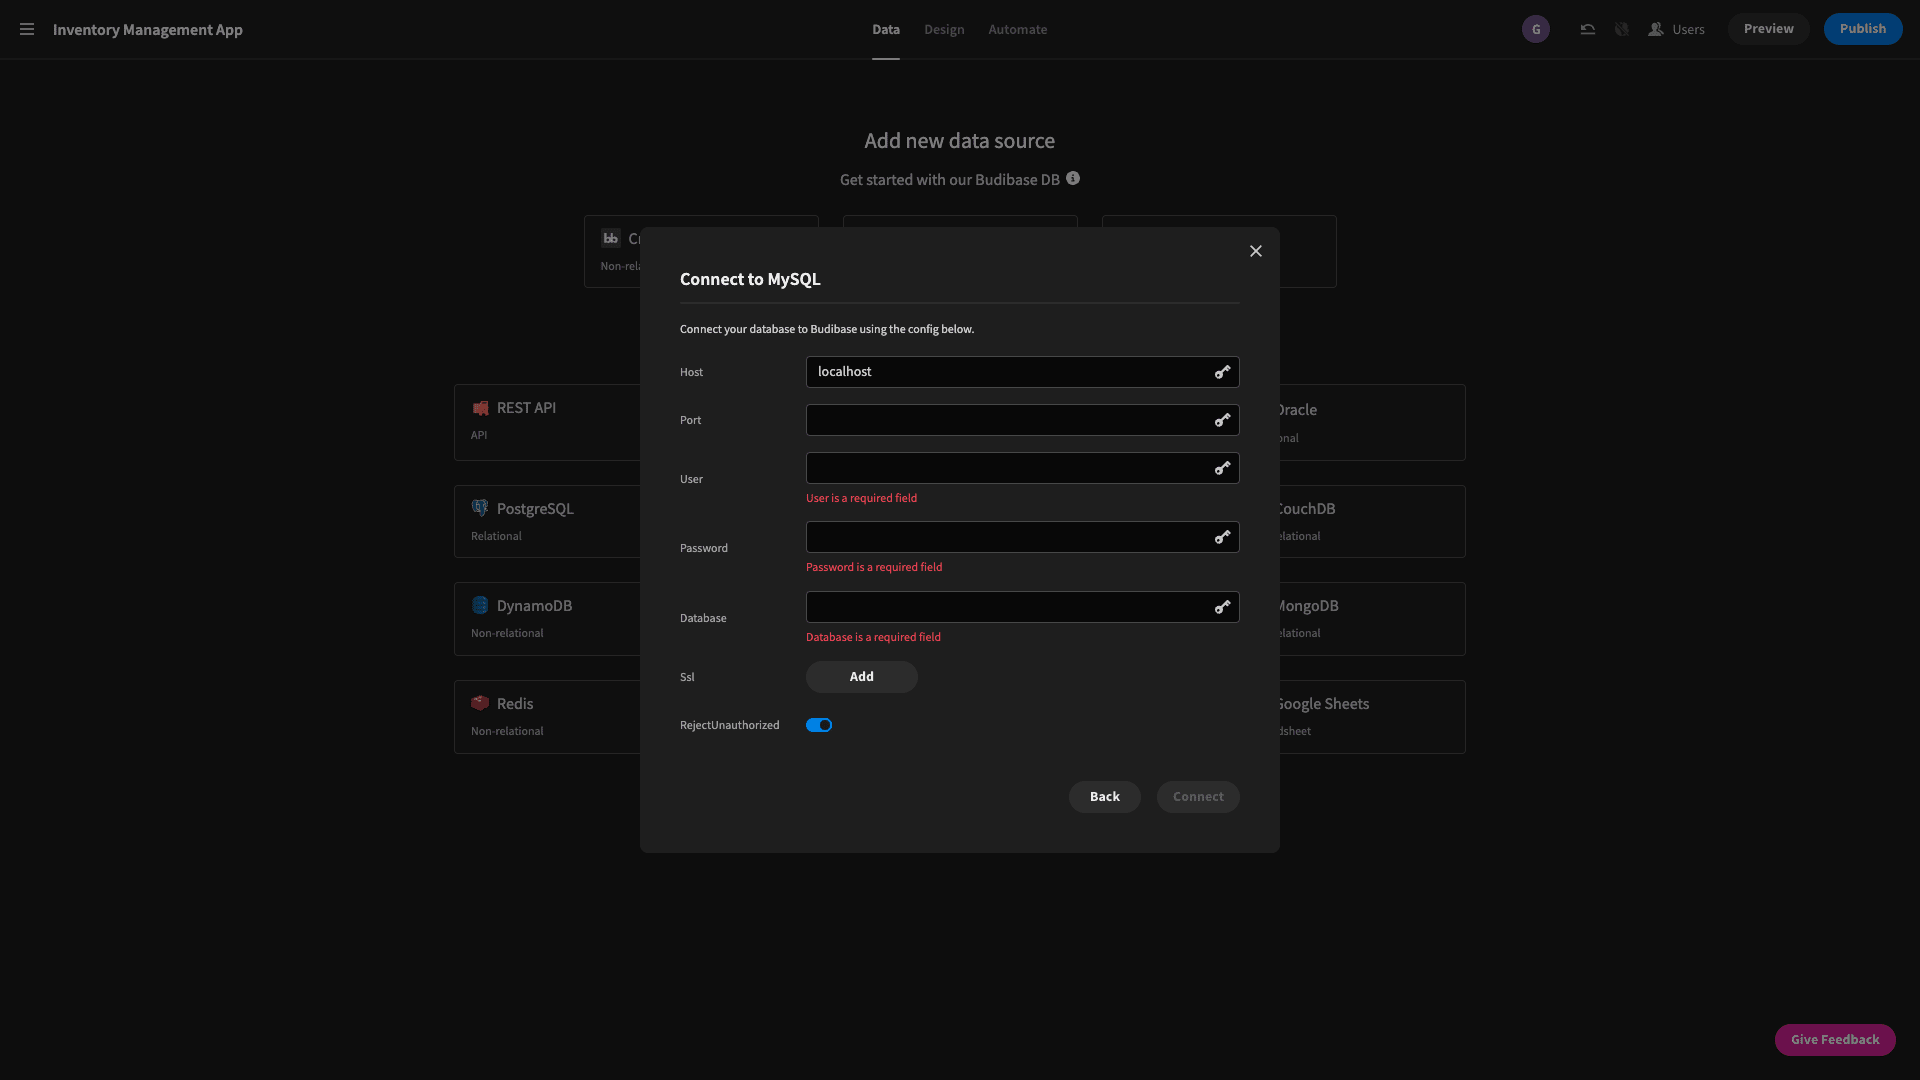 Inventory Management App
Data
Design
Automate
G
Users
Preview
Publish
Add new data source
Get started with our Budibase DB
bb
Non-rel
Connect to MySQL
Connect your database to Budibase using the config below.
Host
localhost
Port
User
User is a required field
Password
Password is a required field
Database
Database is a required field
Ssl
Add
RejectUnauthorized
Back
Connect
REST API
API
Oracle
onal
PostgreSQL
Relational
CouchDB
elational
DynamoDB
Non-relational
MongoDB
elational
Redis
Non-relational
Google Sheets
dsheet
Give Feedback